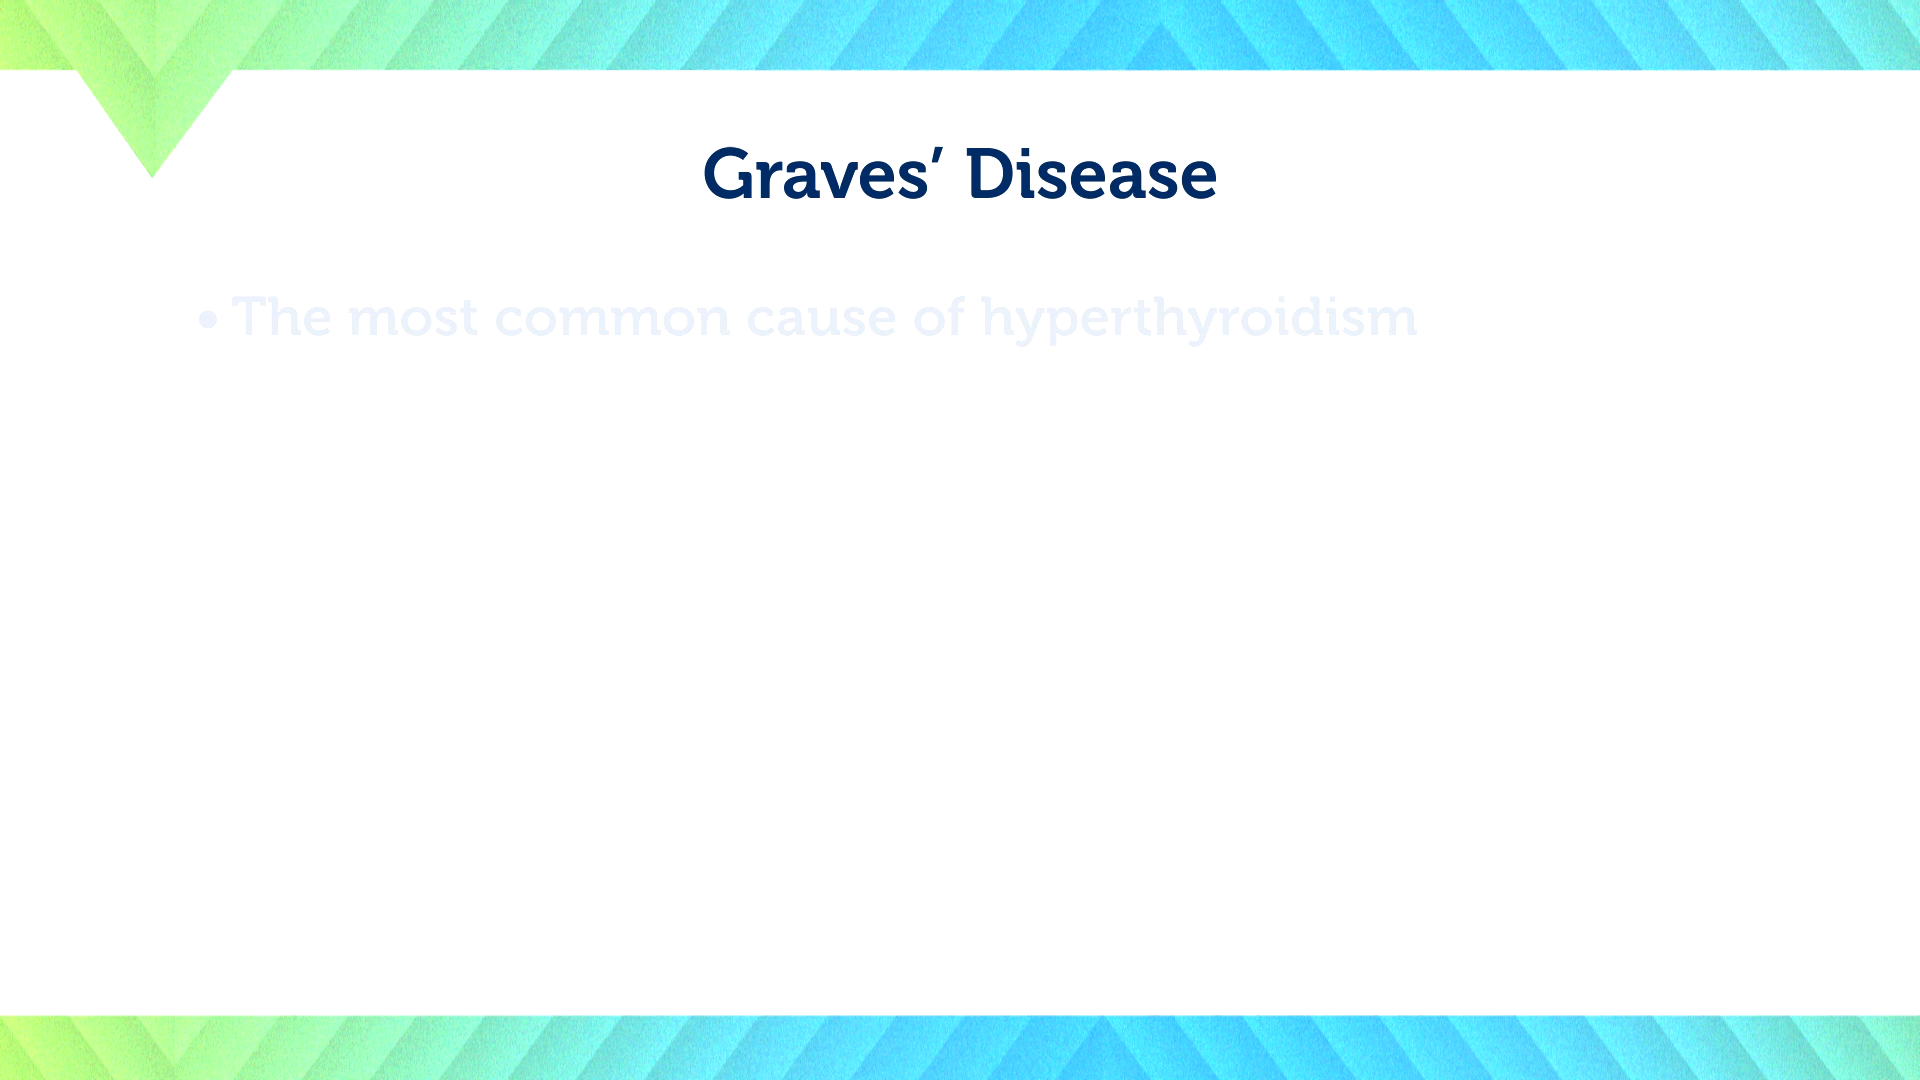 Graves’ Disease
• The most common cause of hyperthyroidism